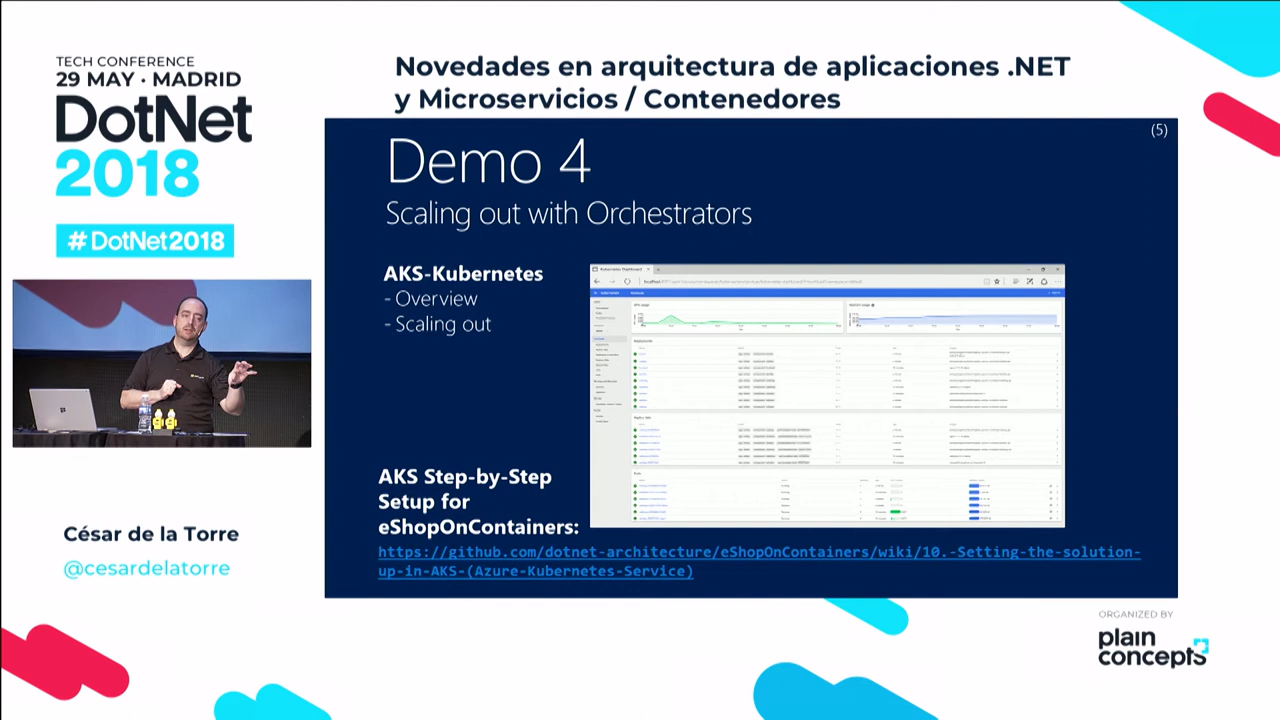 TECH CONFERENCE
29 MAY · MADRID
DotNet
2018
#DotNet2018
César de la Torre
@cesardelatorre
Novedades en arquitectura de aplicaciones .NET
y Microservicios / Contenedores
(5)
Demo 4
Scaling out with Orchestrators
AKS-Kubernetes
- Overview
- Scaling out
AKS Step-by-Step
Setup for
eShopOnContainers:
https://github.com/dotnet-architecture/eShopOnContainers/wiki/10.-Setting-the-solution-
up-in-AKS-(Azure-Kubernetes-Service)
ORGANIZED BY
plain
concepts